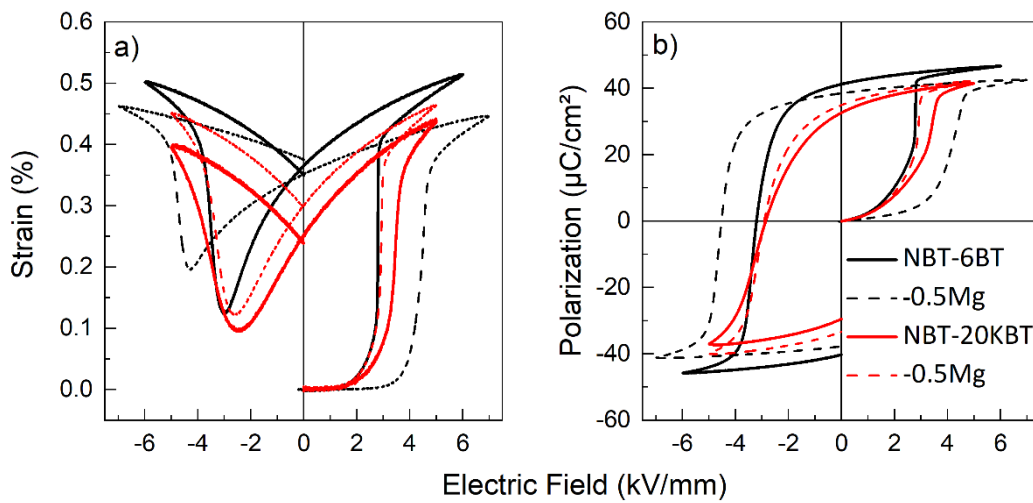 a)
Strain (%)
0.6
0.5
0.4
0.3
0.2
0.1
0.0
-6 -4 -2 0 2 4 6
b)
Polarization (µC/cm²)
60
40
20
0
-20
-40
-60
-6 -4 -2 0 2 4 6
NBT-6BT
-0.5Mg
NBT-20KBT
-0.5Mg
Electric Field (kV/mm)